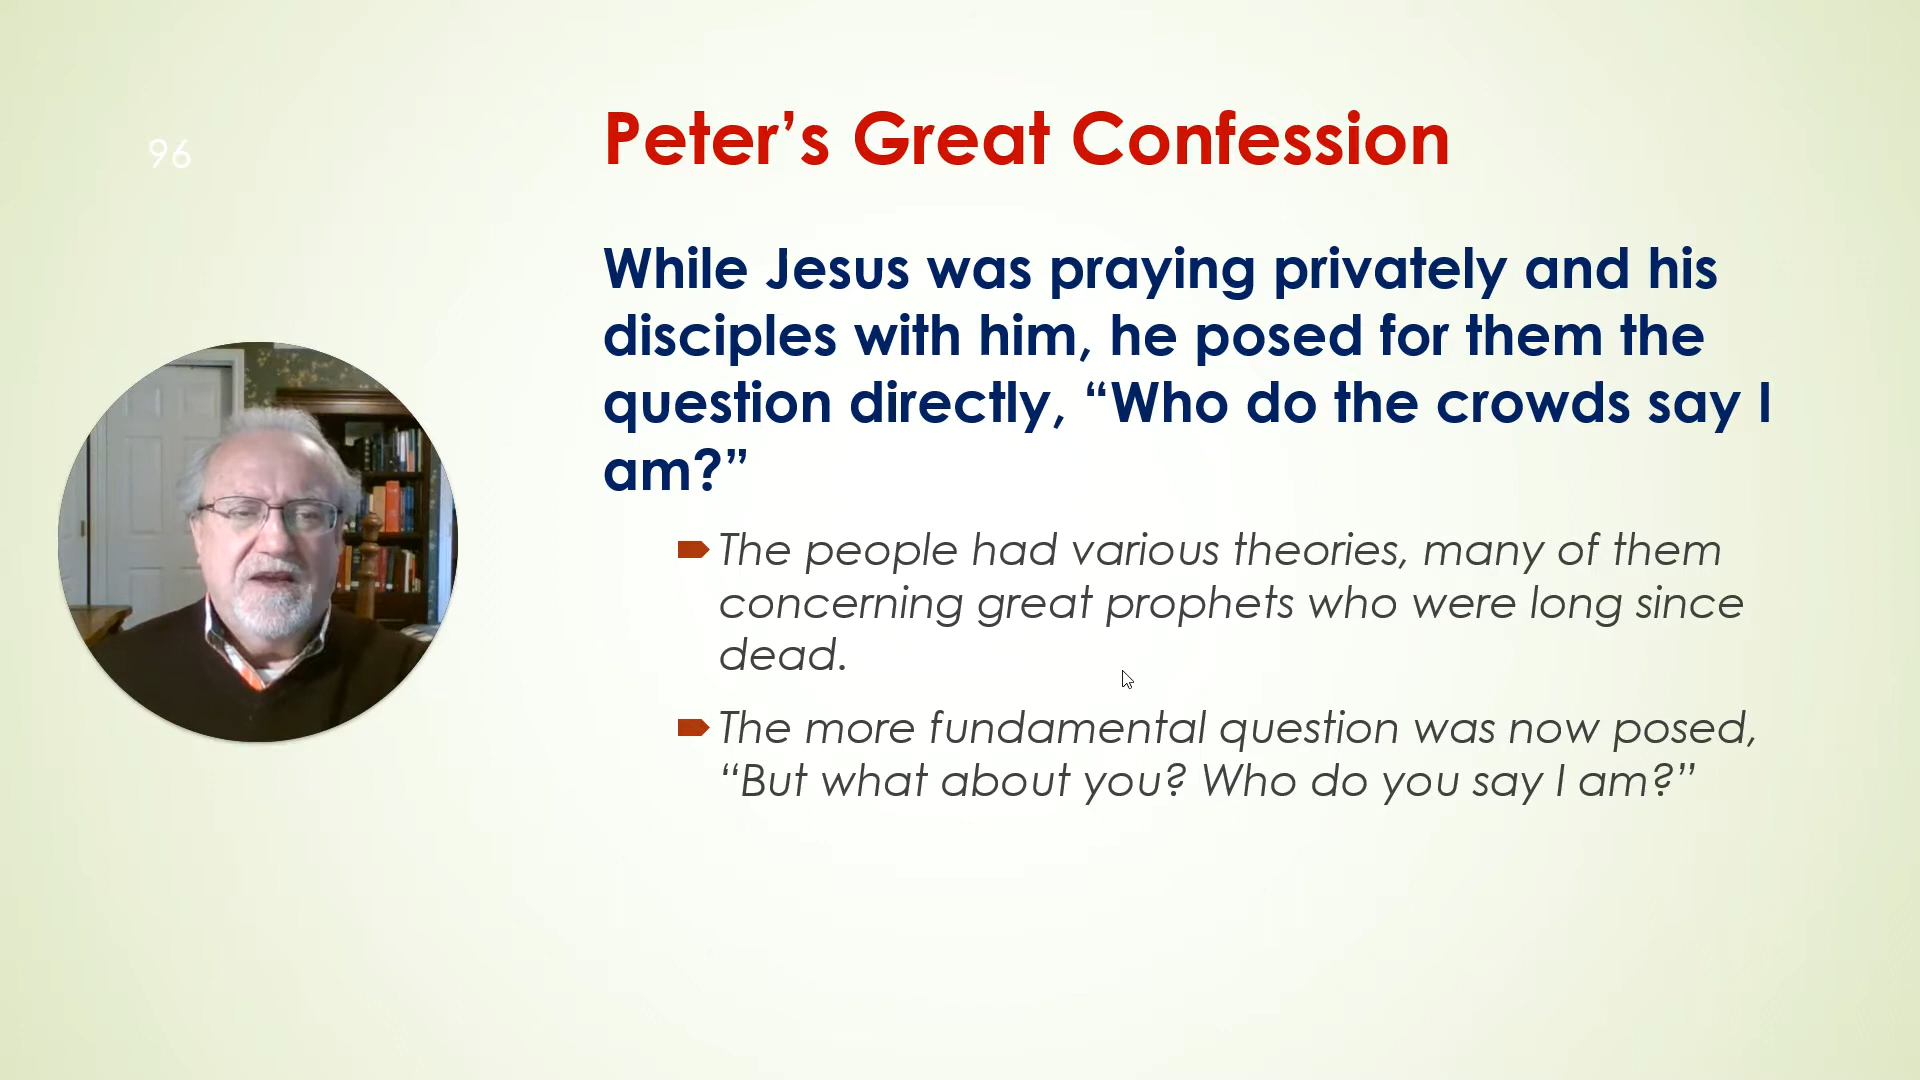 96
Peter’s Great Confession
While Jesus was praying privately and his
disciples with him, he posed for them the
question directly, “Who do the crowds say I
am?”
The people had various theories, many of them
concerning great prophets who were long since
dead.
The more fundamental question was now posed,
“But what about you? Who do you say I am?”